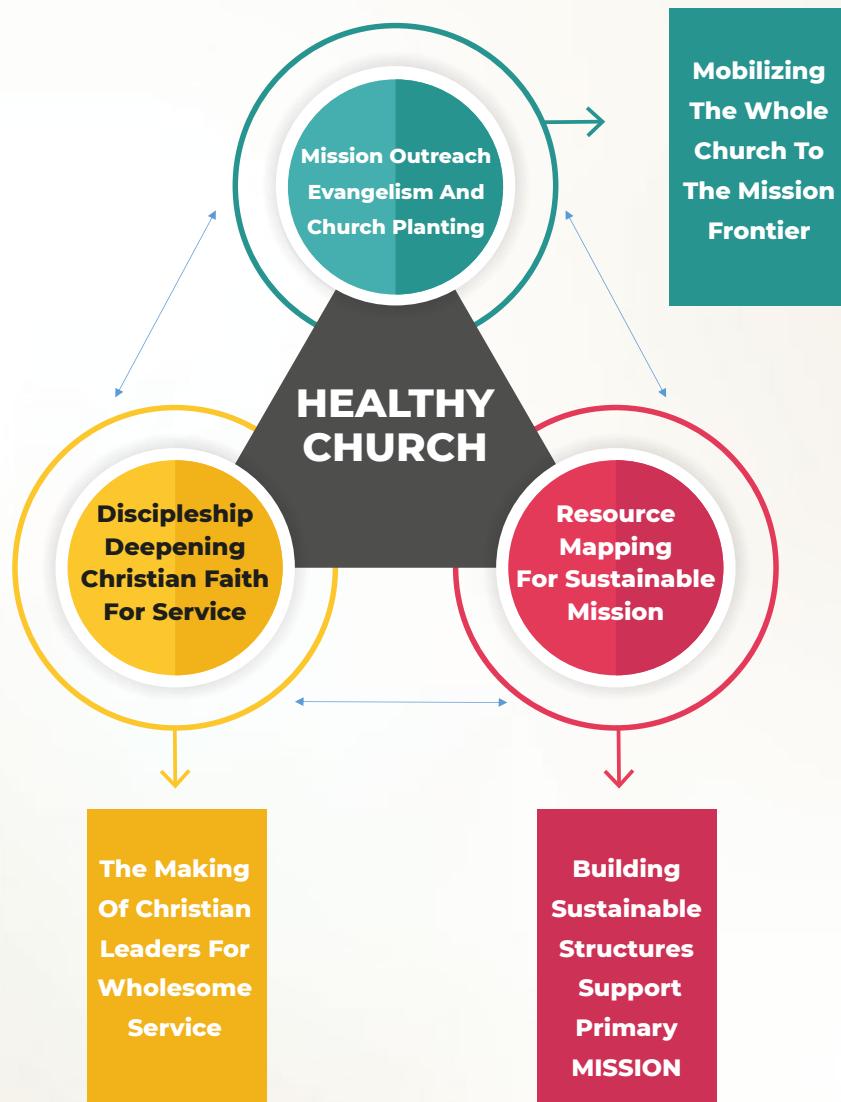 Mobilizing
The Whole
Church To
The Mission
Frontier
Mission Outreach
Evangelism And
Church Planting
HEALTHY
CHURCH
Discipleship
Deepening
Christian Faith
For Service
Resource
Mapping
For Sustainable
Mission
The Making
Of Christian
Leaders For
Wholesome
Service
Building
Sustainable
Structures
Support
Primary
MISSION